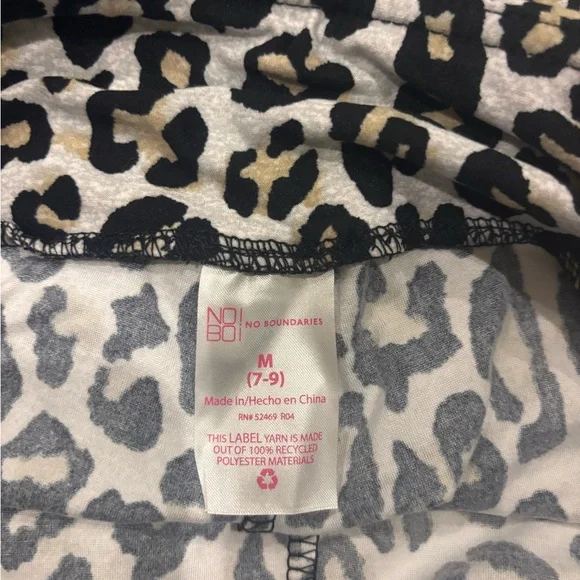 NO!
BO!
NO BOUNDARIES
M
(7-9)
Made in/Hecho en China
RN# 52469 R04
THIS LABEL YARN IS MADE
OUT OF 100% RECYCLED
POLYESTER MATERIALS